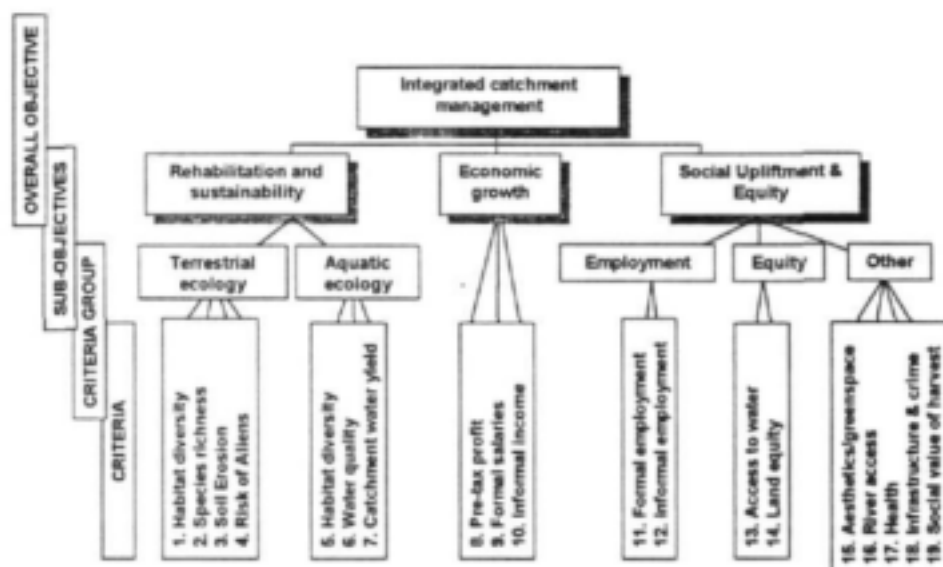 OVERALL OBJECTIVE
SUB-OBJECTIVES
CRITERIA GROUP
CRITERIA
Integrated catchment
management
Rehabilitation and
sustainability
Economic
growth
Social Upliftment &
Equity
Terrestrial
ecology
Aquatic
ecology
Employment
Equity
Other
1. Habitat diversity
2. Species richness
3. Soil Erosion
4. Risk of Aliens
5. Habitat diversity
6. Water quality
7. Catchment water yield
8. Pre-tax profit
9. Formal salaries
10. Informal income
11. Formal employment
12. Informal employment
13. Access to water
14. Land equity
15. Aesthetics/greenspace
16. River access
17. Health
18. Infrastructure & crime
19. Social value of harvest